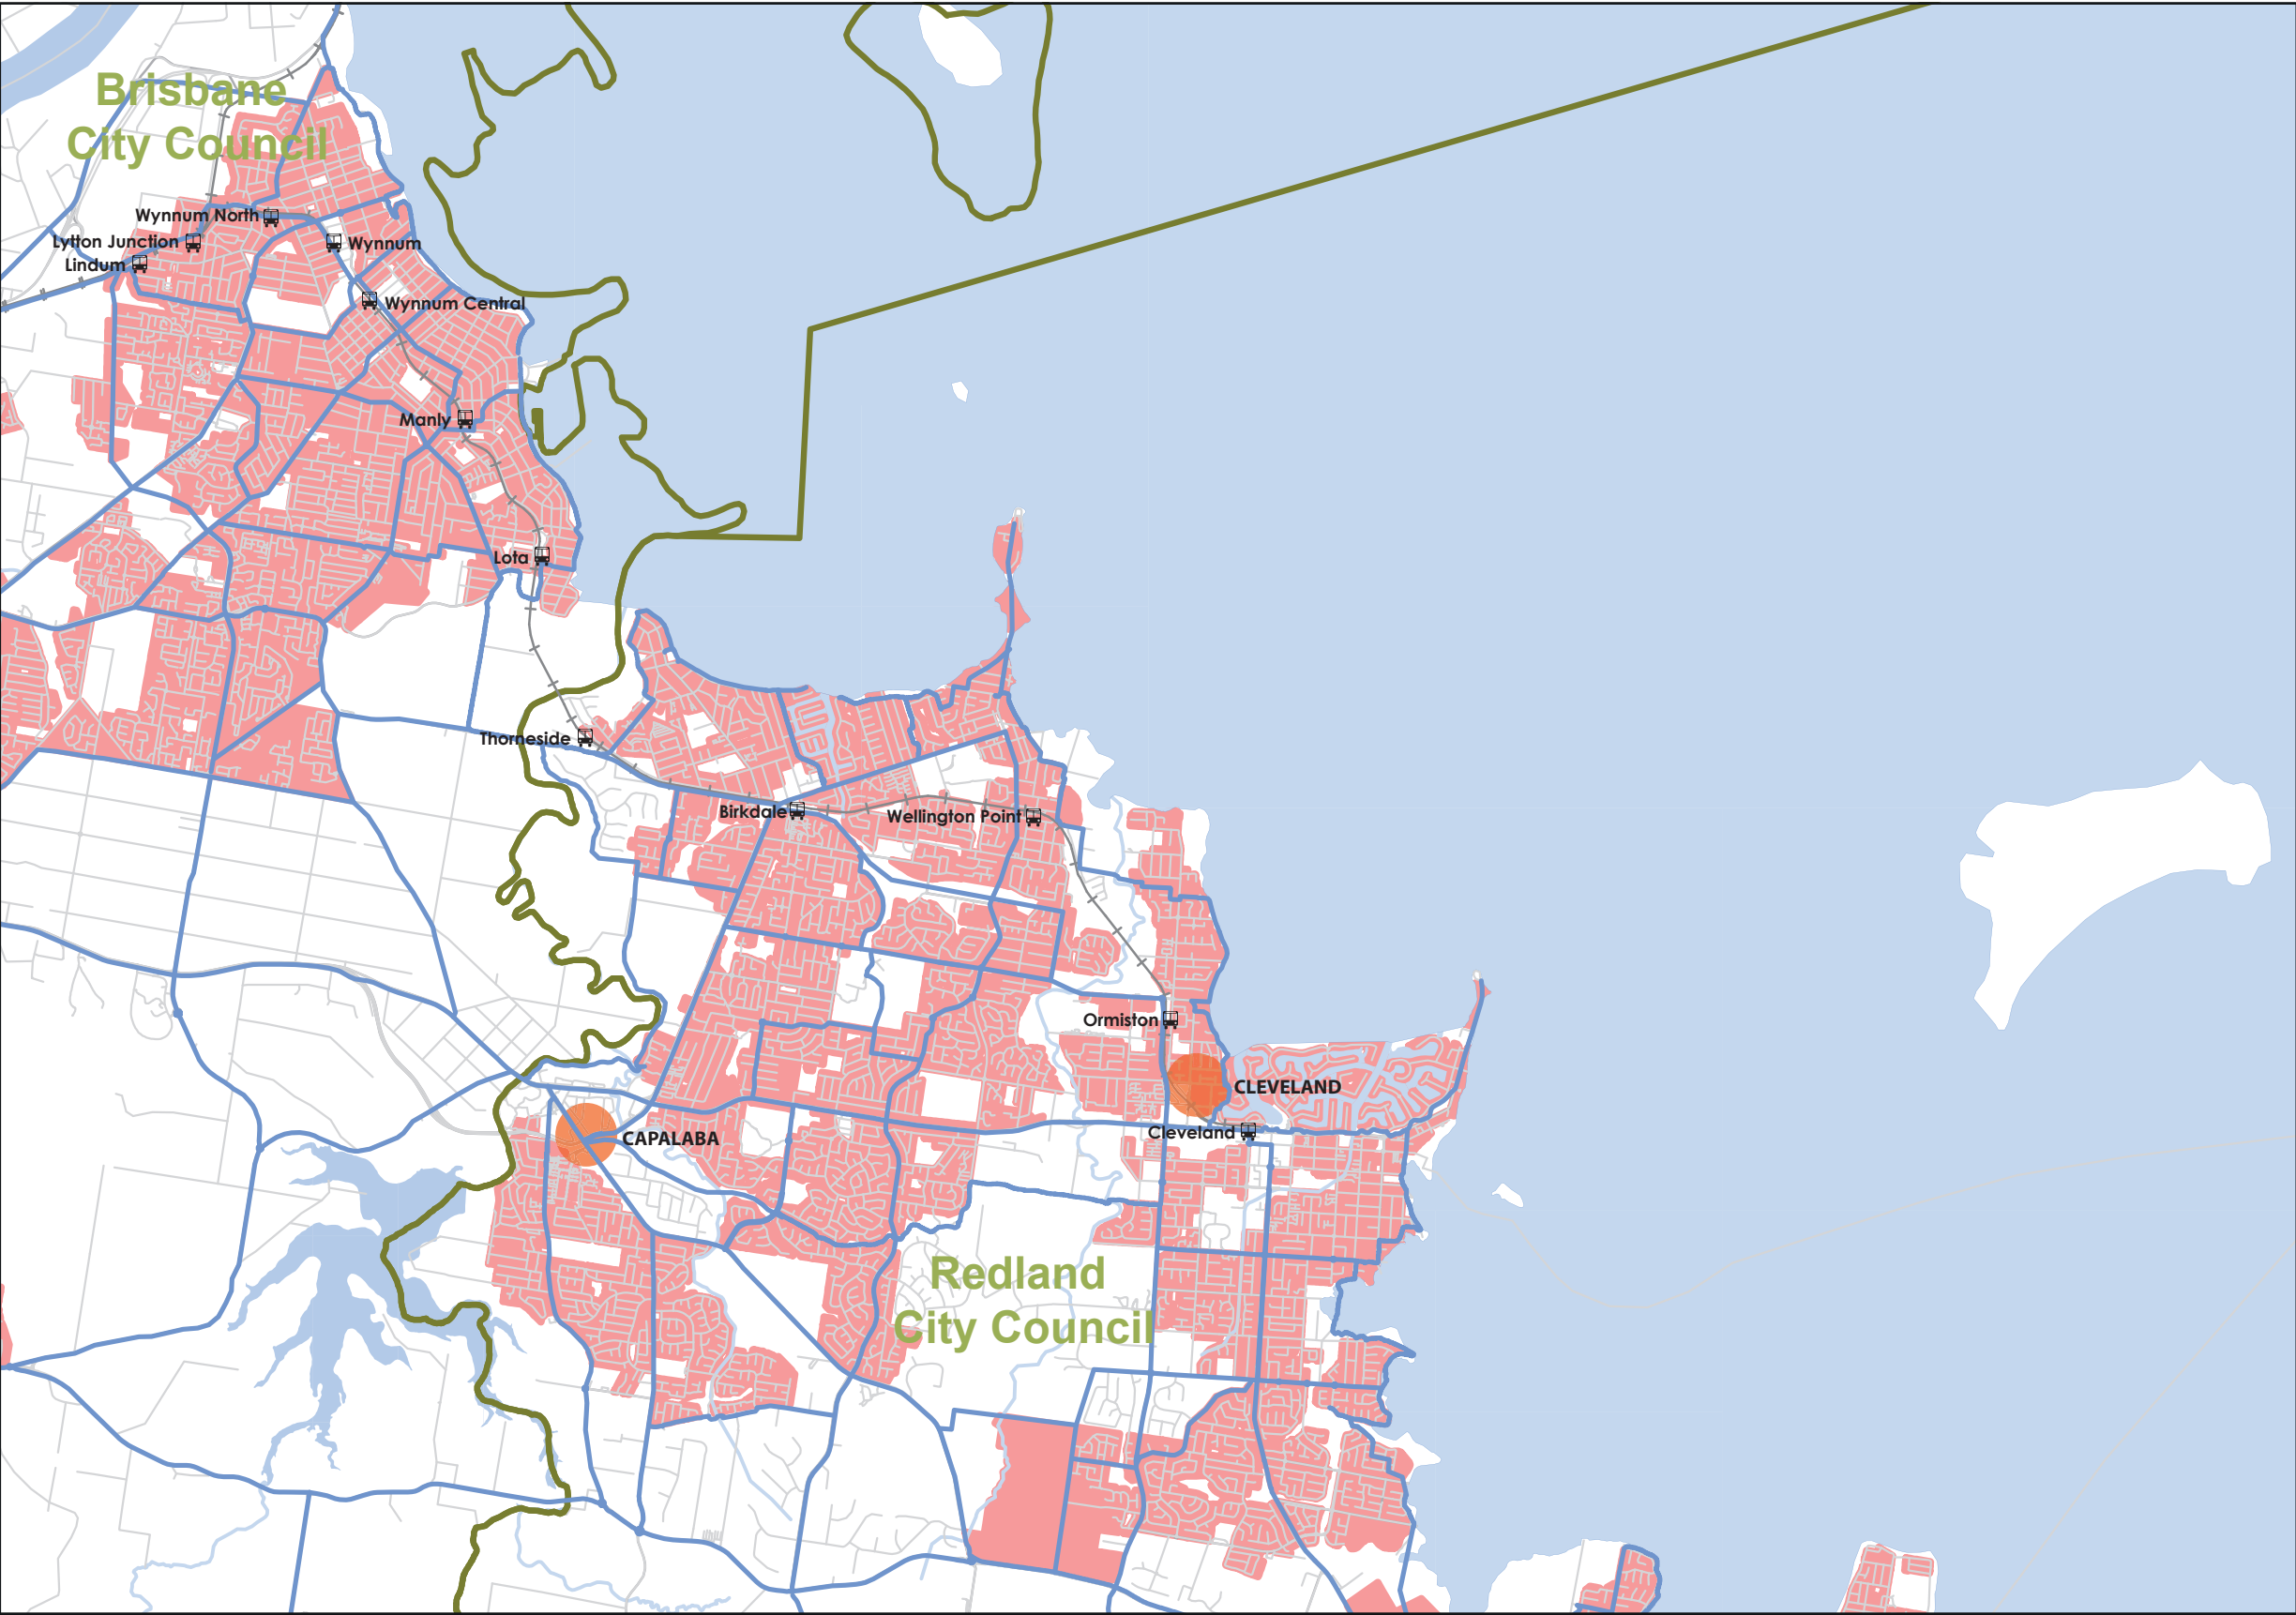 Brisbane
City Council
Wynnum North
Lytton Junction
Wynnum
Lindum
Wynnum Central
Manly
Lota
Thorneside
Birkdale
Wellington Point
Ormiston
CLEVELAND
Cleveland
CAPALABA
Redland
City Council